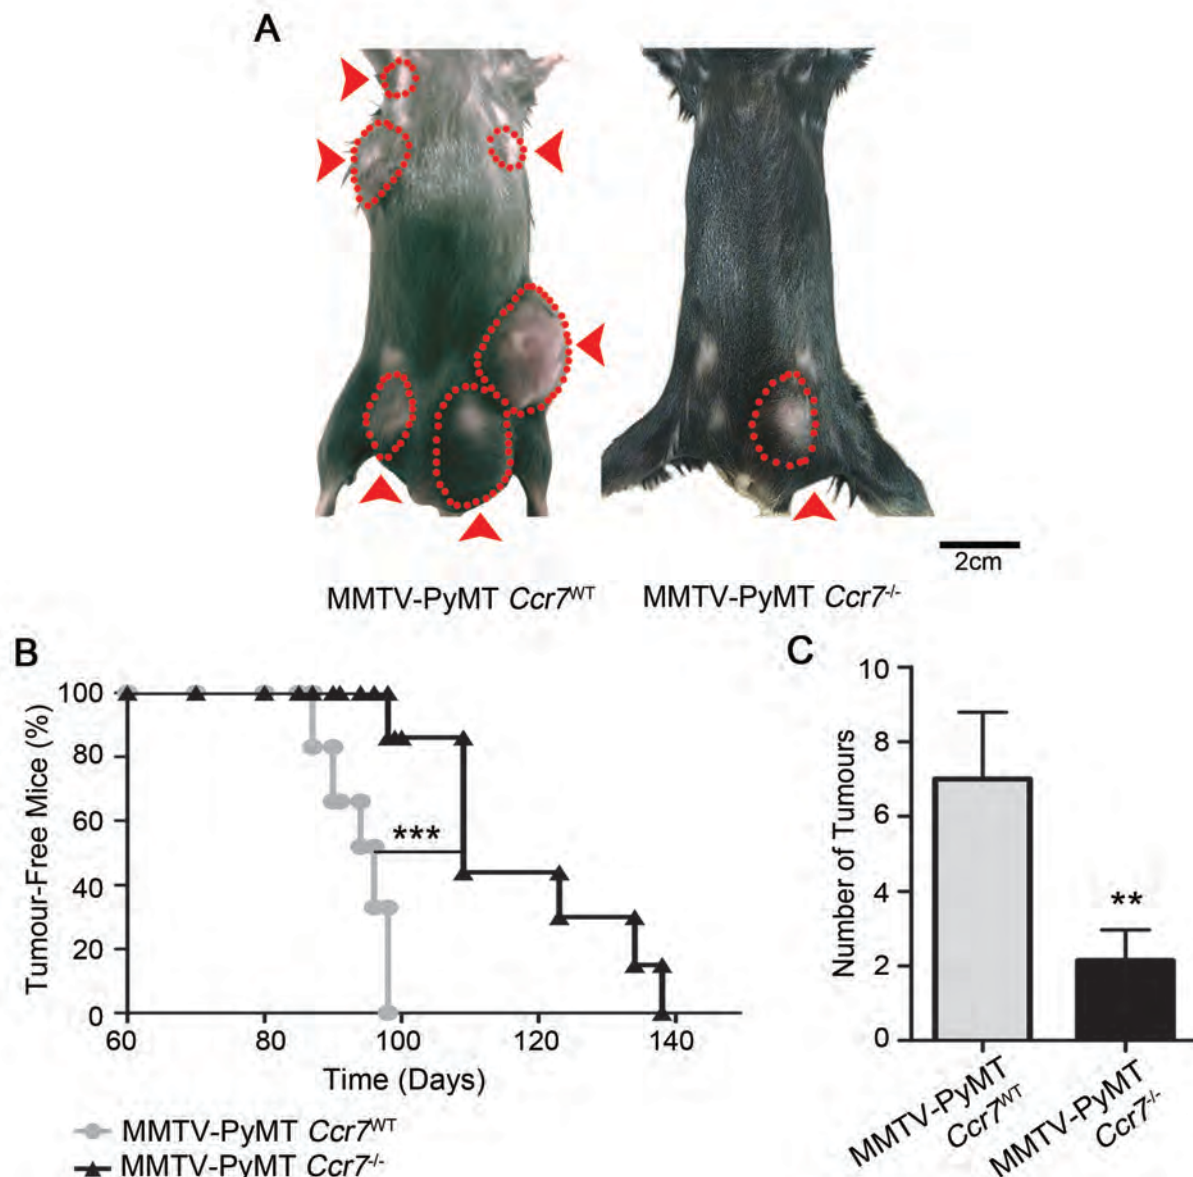 A
2cm
MMTV-PyMT Ccr7WT
MMTV-PyMT Ccr7-/-
B
Tumour-Free Mice (%)
100
80
60
40
20
0
***
60
80
100
120
140
Time (Days)
MMTV-PyMT Ccr7WT
MMTV-PyMT Ccr7-/-
C
Number of Tumours
10
8
6
4
2
0
**
MMTV-PyMT
Ccr7WT
MMTV-PyMT
Ccr7-/-